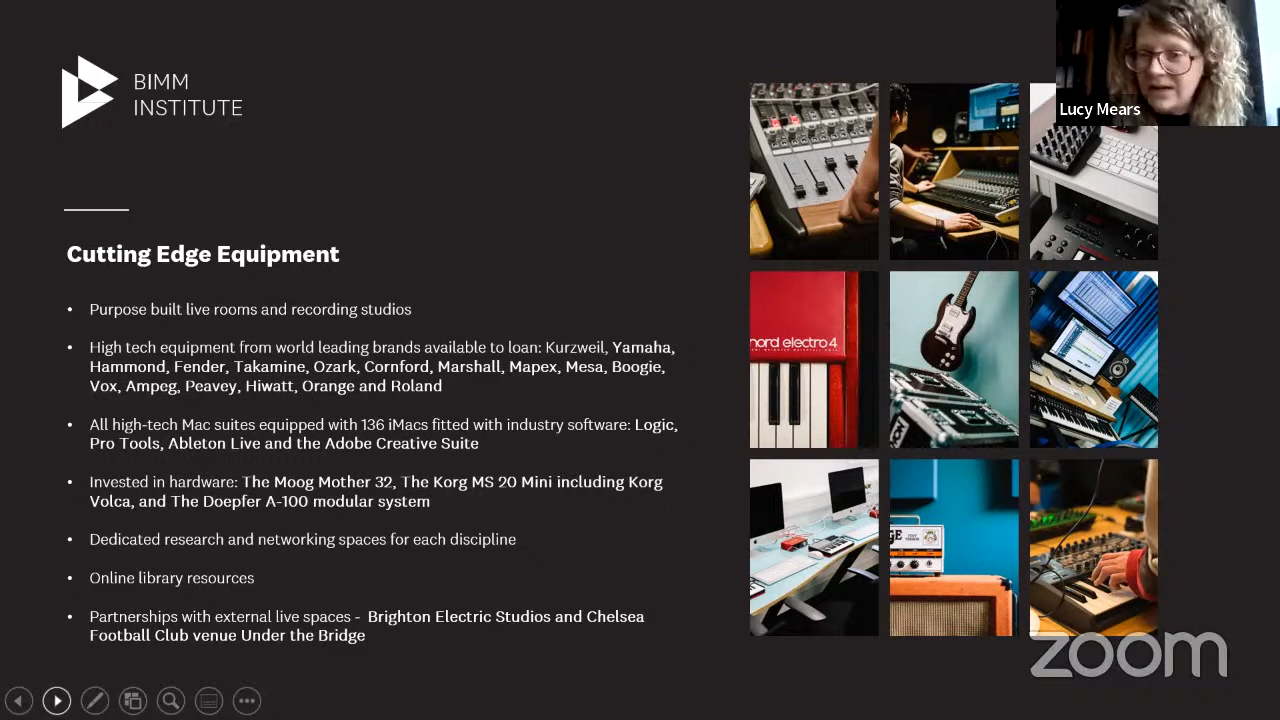 BIMM
INSTITUTE
Lucy Mears
Cutting Edge Equipment
• Purpose built live rooms and recording studios
• High tech equipment from world leading brands available to loan: Kurzweil, Yamaha,
Hammond, Fender, Takamine, Ozark, Cornford, Marshall, Mapex, Mesa, Boogie,
Vox, Ampeg, Peavey, Hiwatt, Orange and Roland
• All high-tech Mac suites equipped with 136 iMacs fitted with industry software: Logic,
Pro Tools, Ableton Live and the Adobe Creative Suite
• Invested in hardware: The Moog Mother 32, The Korg MS 20 Mini including Korg
Volca, and The Doepfer A-100 modular system
• Dedicated research and networking spaces for each discipline
• Online library resources
• Partnerships with external live spaces - Brighton Electric Studios and Chelsea
Football Club venue Under the Bridge
nord electro 4
zoom